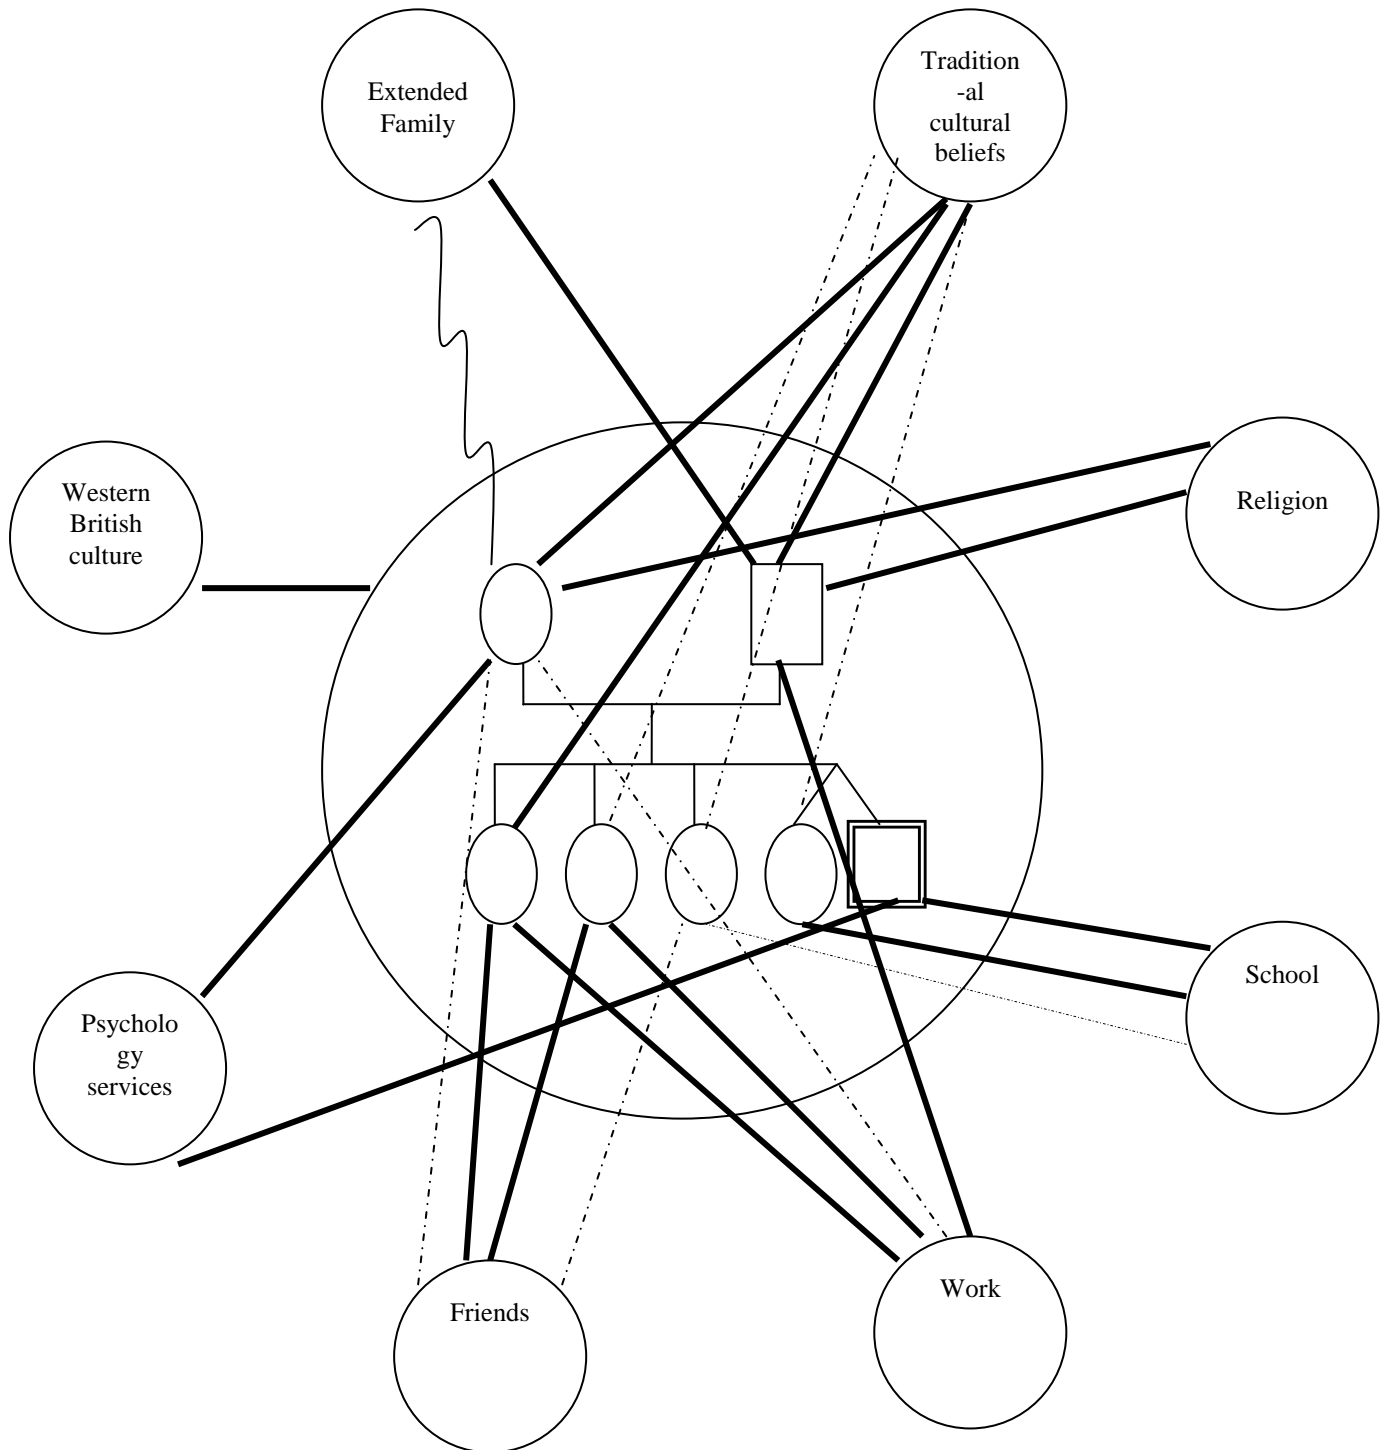 Extended
Family
Tradition
-al
cultural
beliefs
Western
British
culture
Religion
Psycholo
gy
services
School
Friends
Work